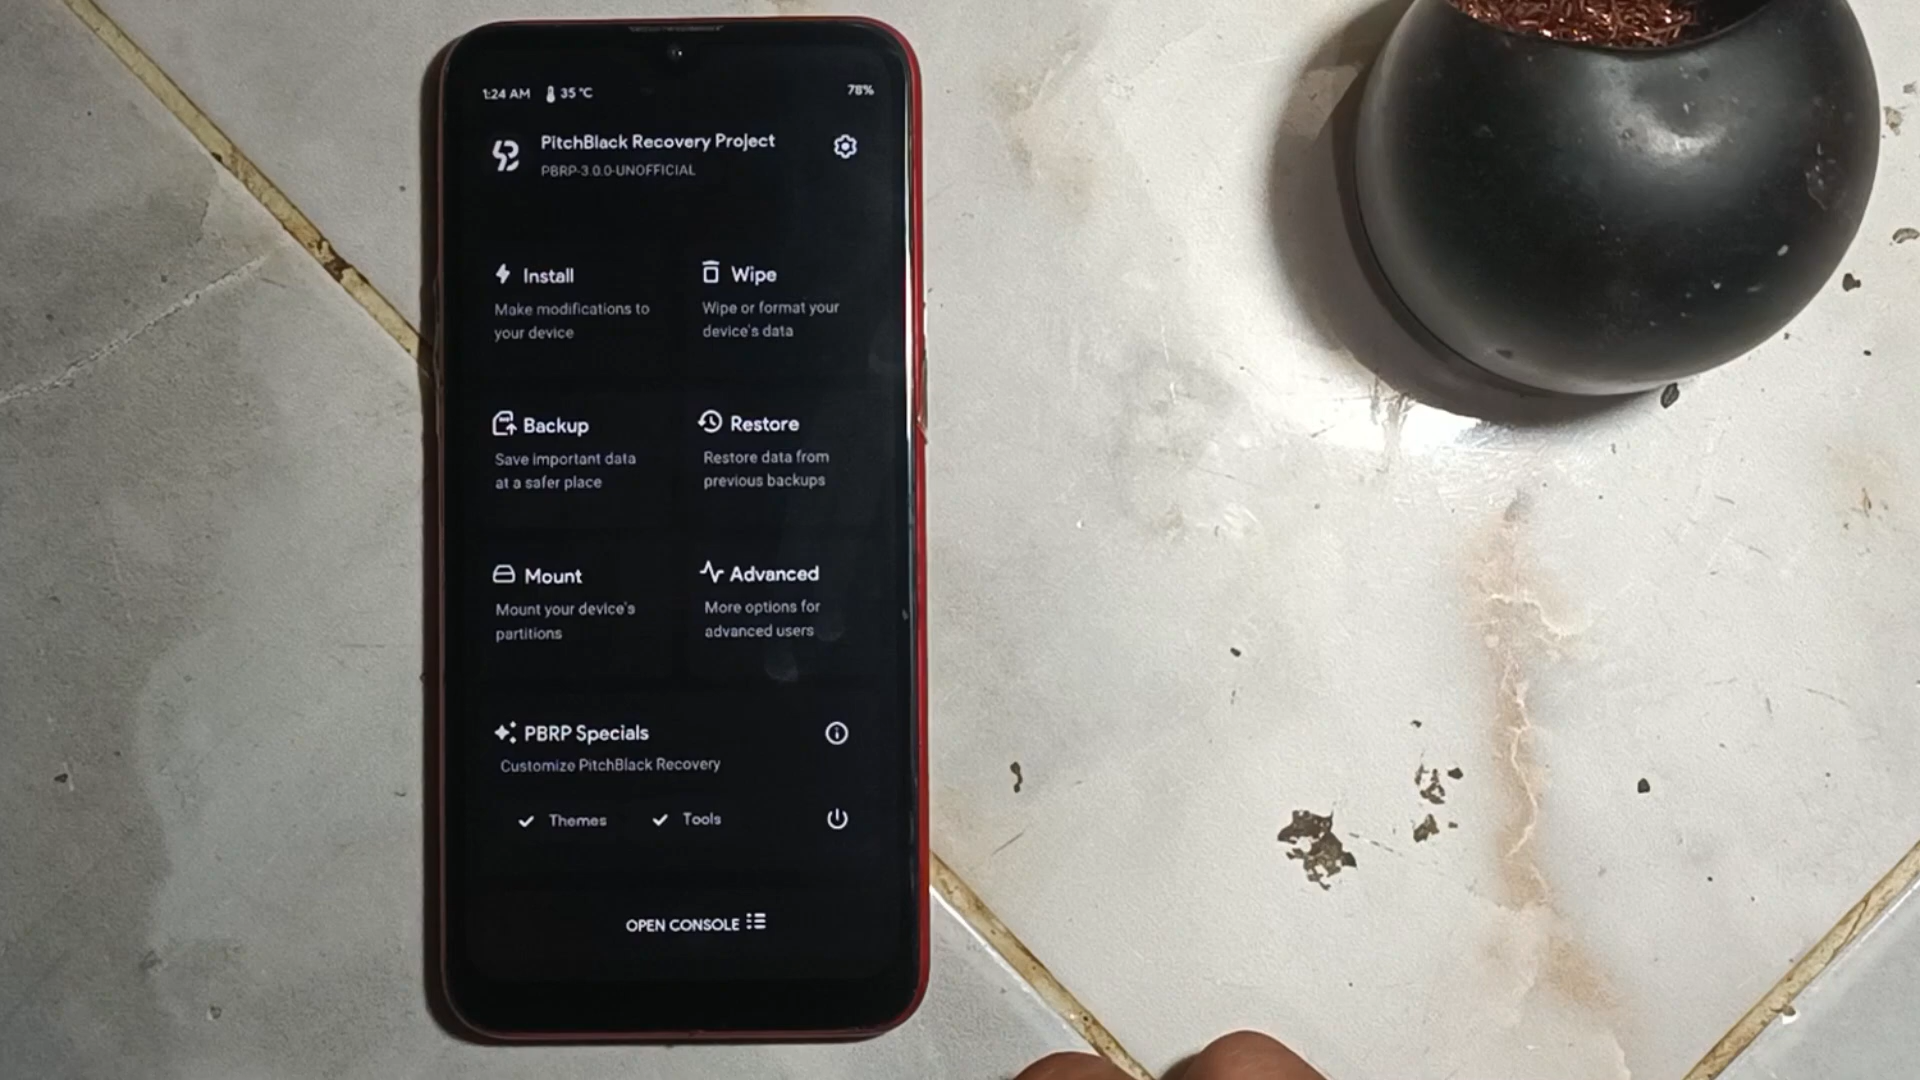 1:24 AM 35 °C 78%
PitchBlack Recovery Project
PBRP-3.0.0-UNOFFICIAL
Install
Make modifications to
your device
Wipe
Wipe or format your
device's data
Backup
Save important data
at a safer place
Restore
Restore data from
previous backups
Mount
Mount your device's
partitions
Advanced
More options for
advanced users
PBRP Specials
Customize PitchBlack Recovery
Themes Tools
OPEN CONSOLE